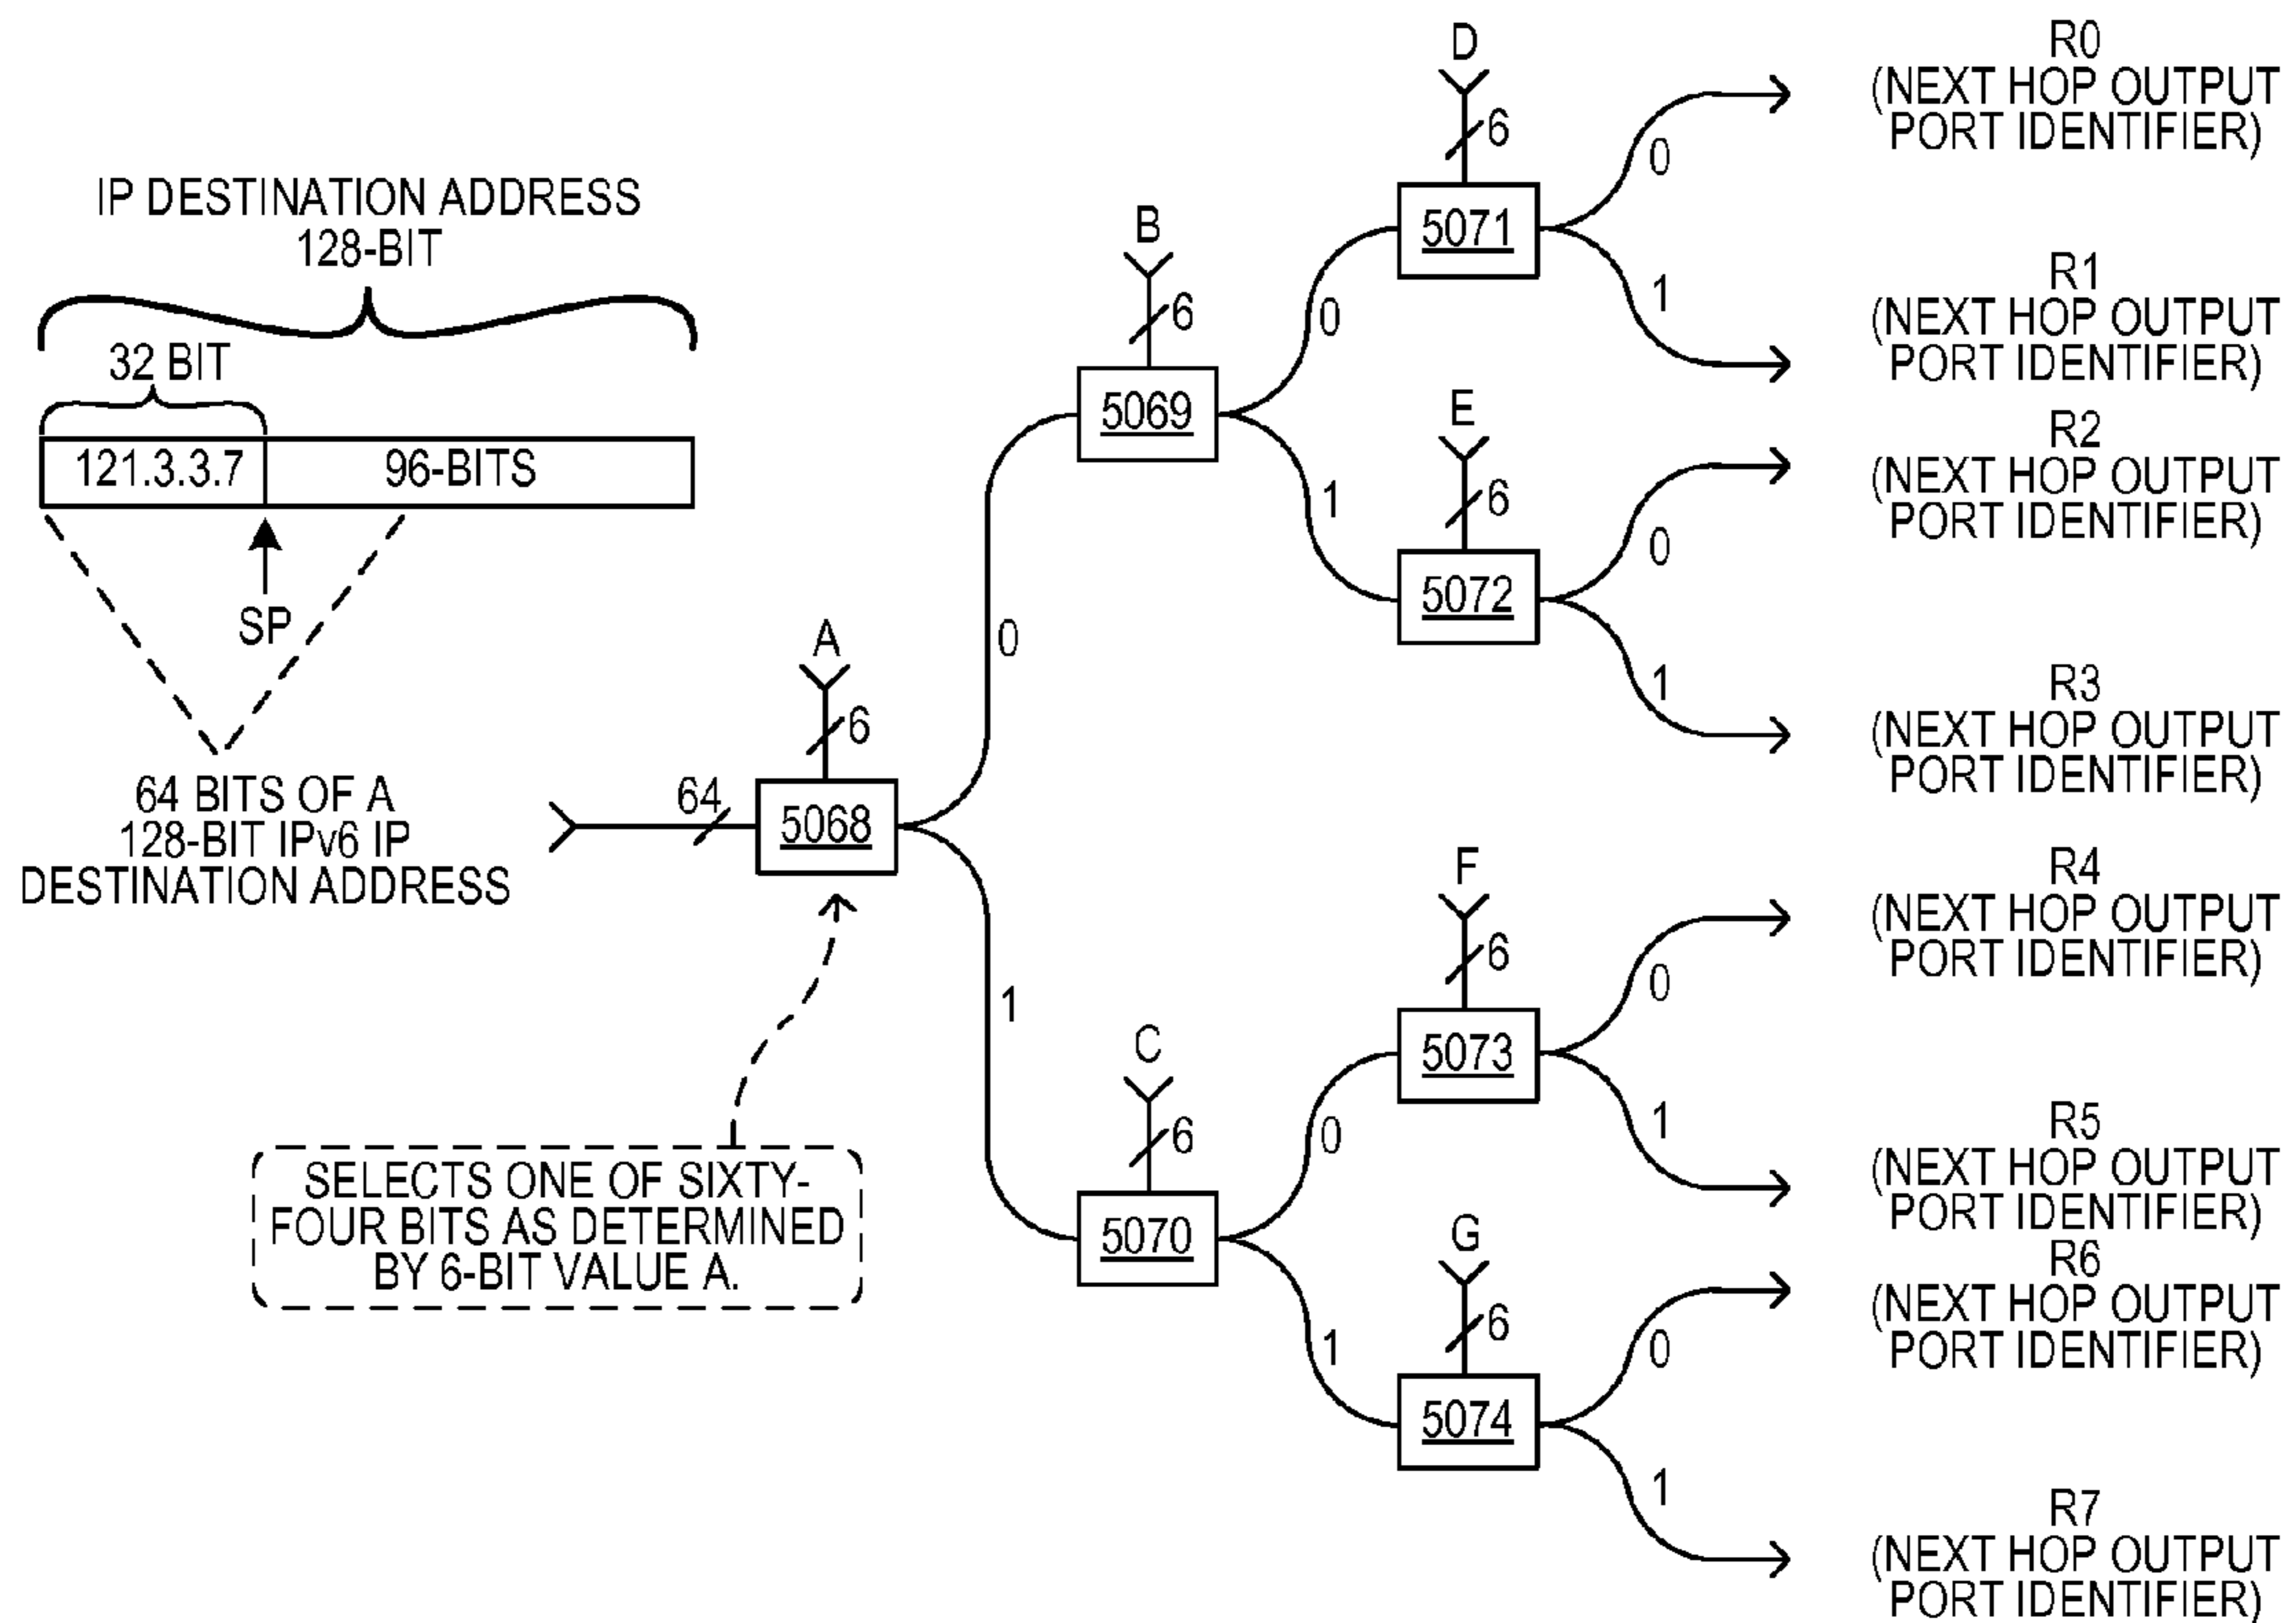 IP DESTINATION ADDRESS
128-BIT
32 BIT
121.3.3.7
96-BITS
SP
64 BITS OF A
128-BIT IPv6 IP
DESTINATION ADDRESS
64
A
6
5068
SELECTS ONE OF SIXTY-
FOUR BITS AS DETERMINED
BY 6-BIT VALUE A.
0
1
B
6
5069
0
1
C
6
5070
0
1
D
6
5071
0
1
E
6
5072
0
1
F
6
5073
0
1
G
6
5074
0
1
R0
(NEXT HOP OUTPUT
PORT IDENTIFIER)
R1
(NEXT HOP OUTPUT
PORT IDENTIFIER)
R2
(NEXT HOP OUTPUT
PORT IDENTIFIER)
R3
(NEXT HOP OUTPUT
PORT IDENTIFIER)
R4
(NEXT HOP OUTPUT
PORT IDENTIFIER)
R5
(NEXT HOP OUTPUT
PORT IDENTIFIER)
R6
(NEXT HOP OUTPUT
PORT IDENTIFIER)
R7
(NEXT HOP OUTPUT
PORT IDENTIFIER)